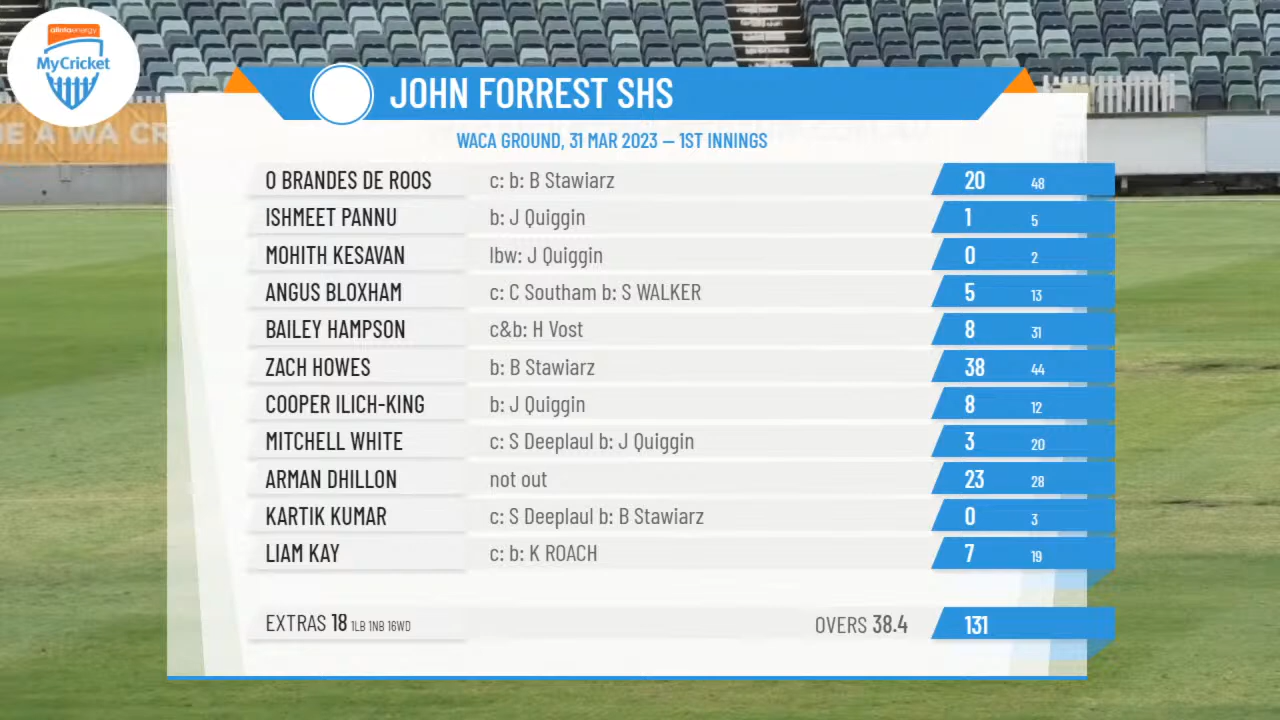 alintaenergy
MyCricket
JOHN FORREST SHS
WACA GROUND, 31 MAR 2023 – 1ST INNINGS
O BRANDES DE ROOS c: b: B Stawiarz 20 48
ISHMEET PANNU b: J Quiggin 1 5
MOHITH KESAVAN lbw: J Quiggin 0 2
ANGUS BLOXHAM c: C Southam b: S WALKER 5 13
BAILEY HAMPSON c&b: H Vost 8 31
ZACH HOWES b: B Stawiarz 38 44
COOPER ILICH-KING b: J Quiggin 8 12
MITCHELL WHITE c: S Deeplaul b: J Quiggin 3 20
ARMAN DHILLON not out 23 28
KARTIK KUMAR c: S Deeplaul b: B Stawiarz 0 3
LIAM KAY c: b: K ROACH 7 19
EXTRAS 18 1LB 1NB 16WD OVERS 38.4 131